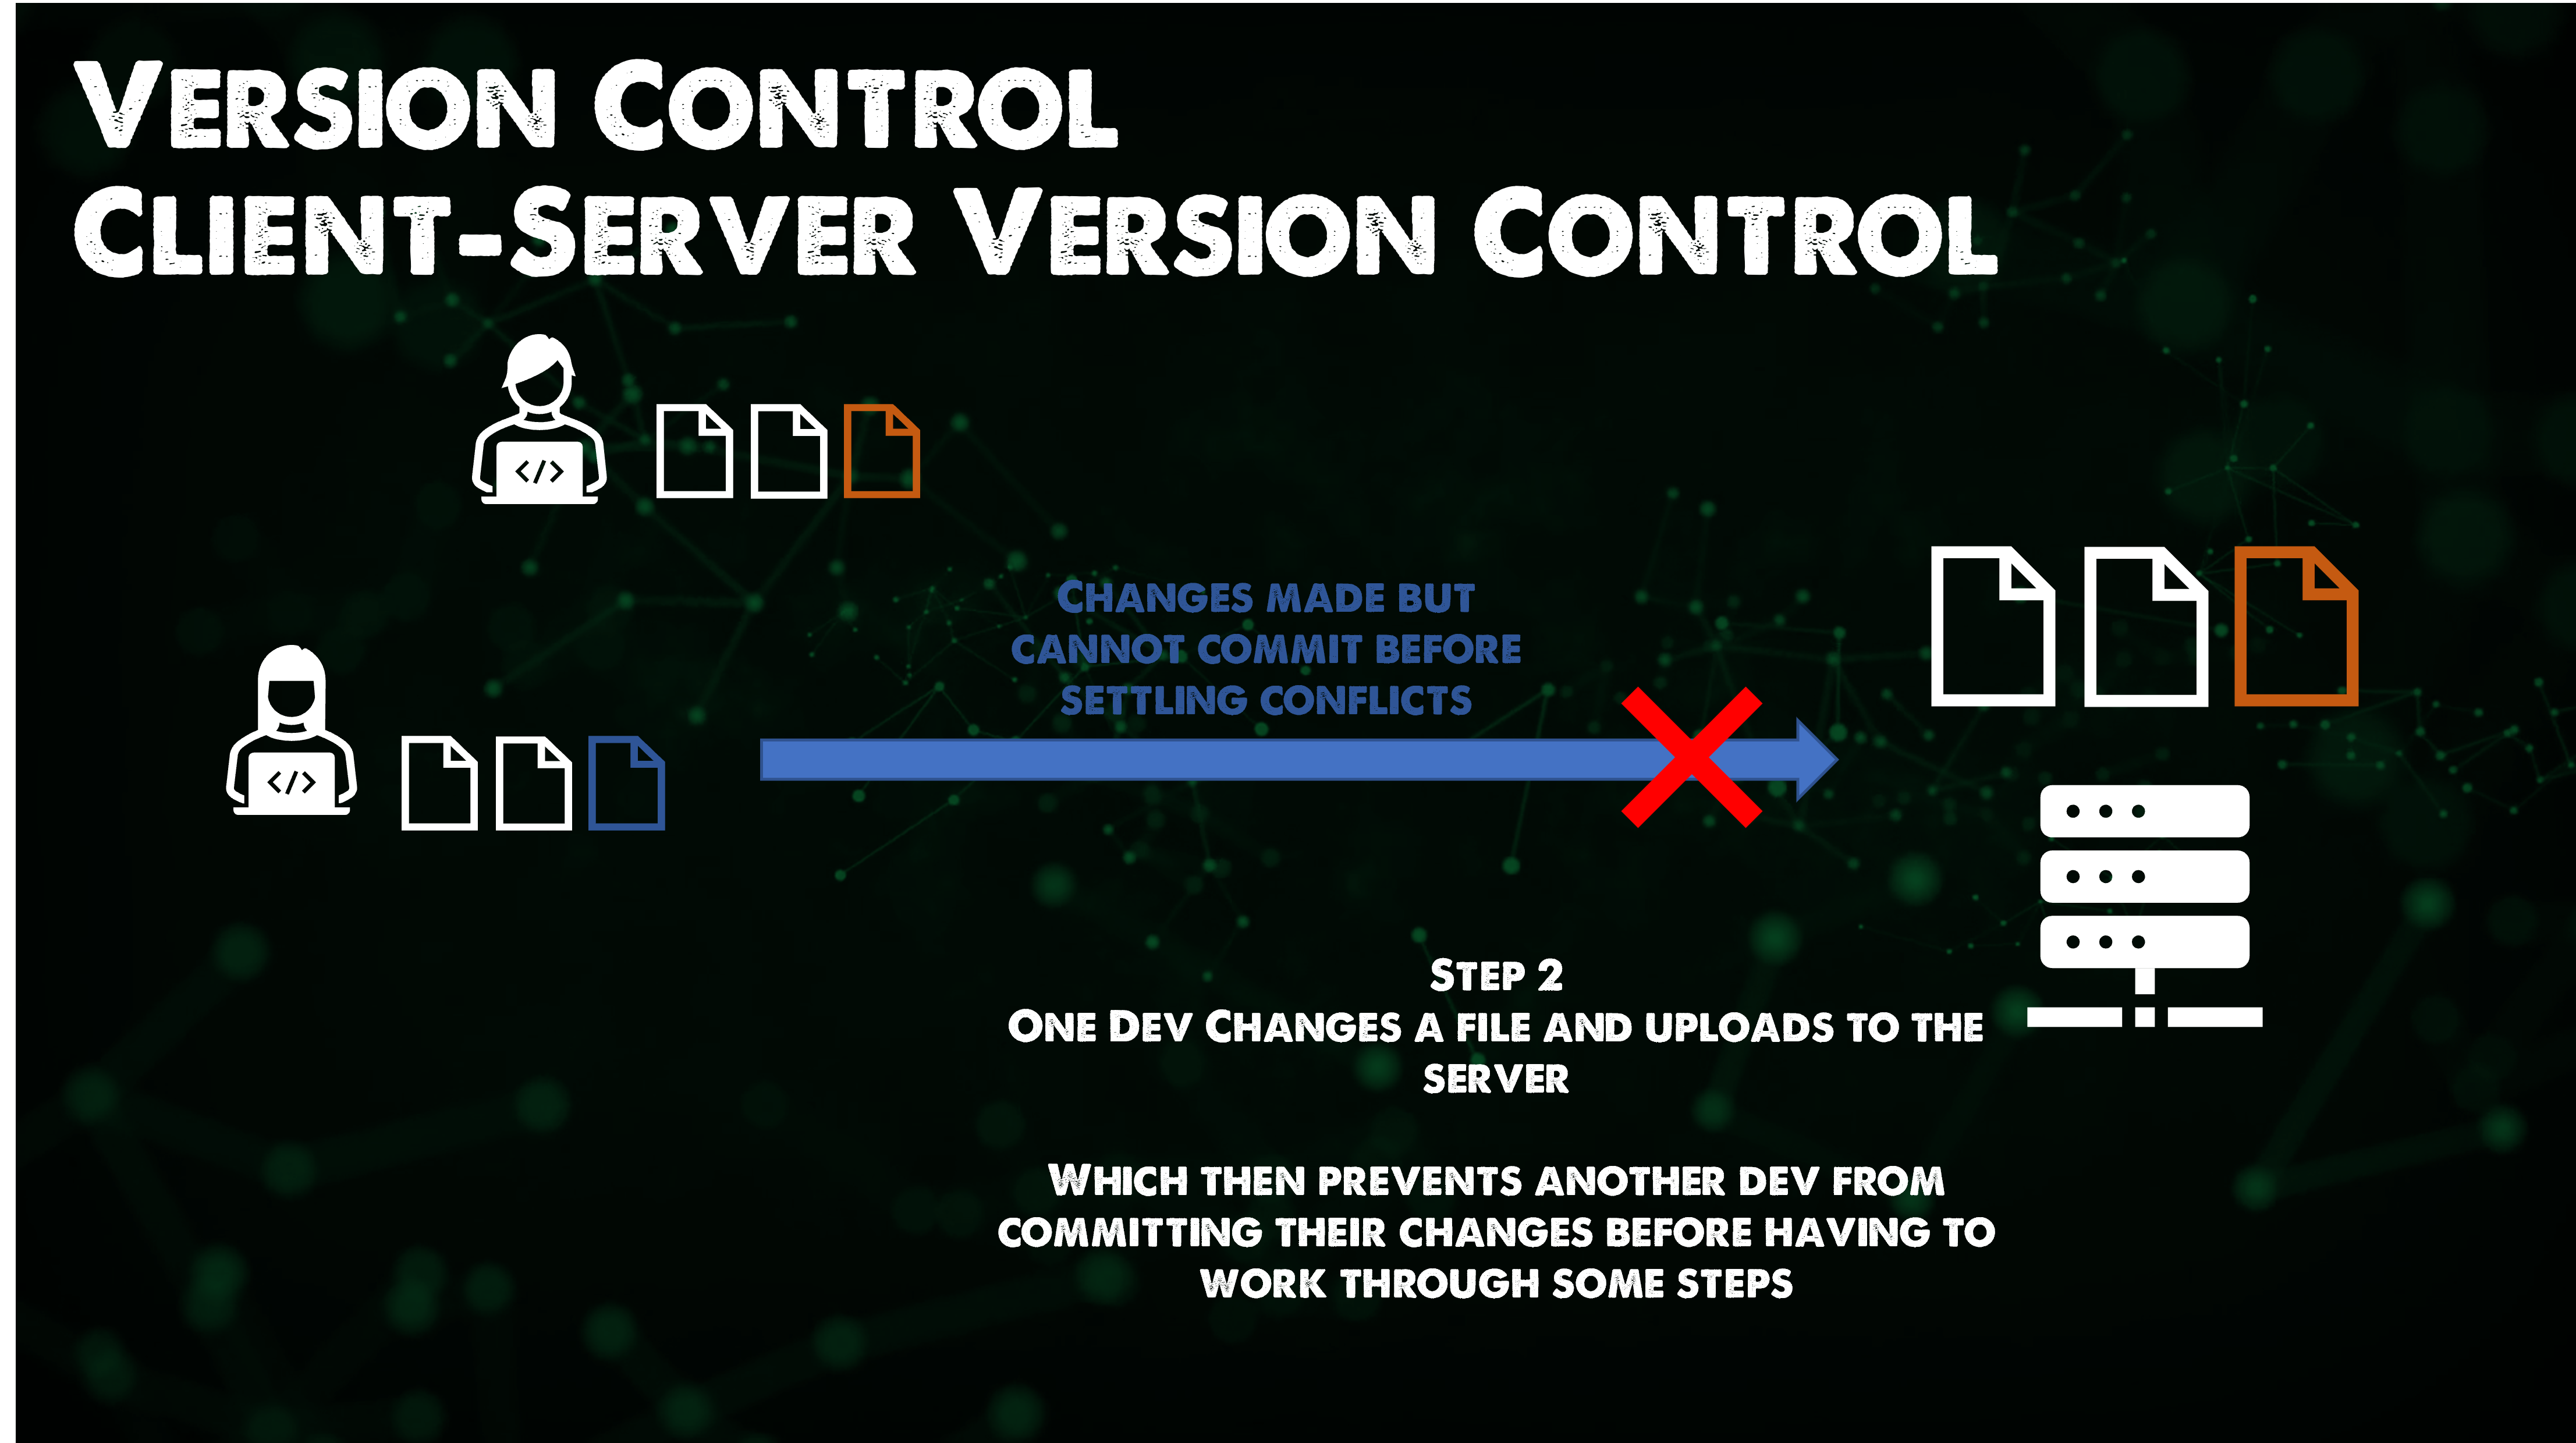 Version Control
Client-Server Version Control
</>
Changes made but
cannot commit before
settling conflicts
</>
Step 2
One Dev Changes a file and uploads to the
server
Which then prevents another dev from
committing their changes before having to
work through some steps